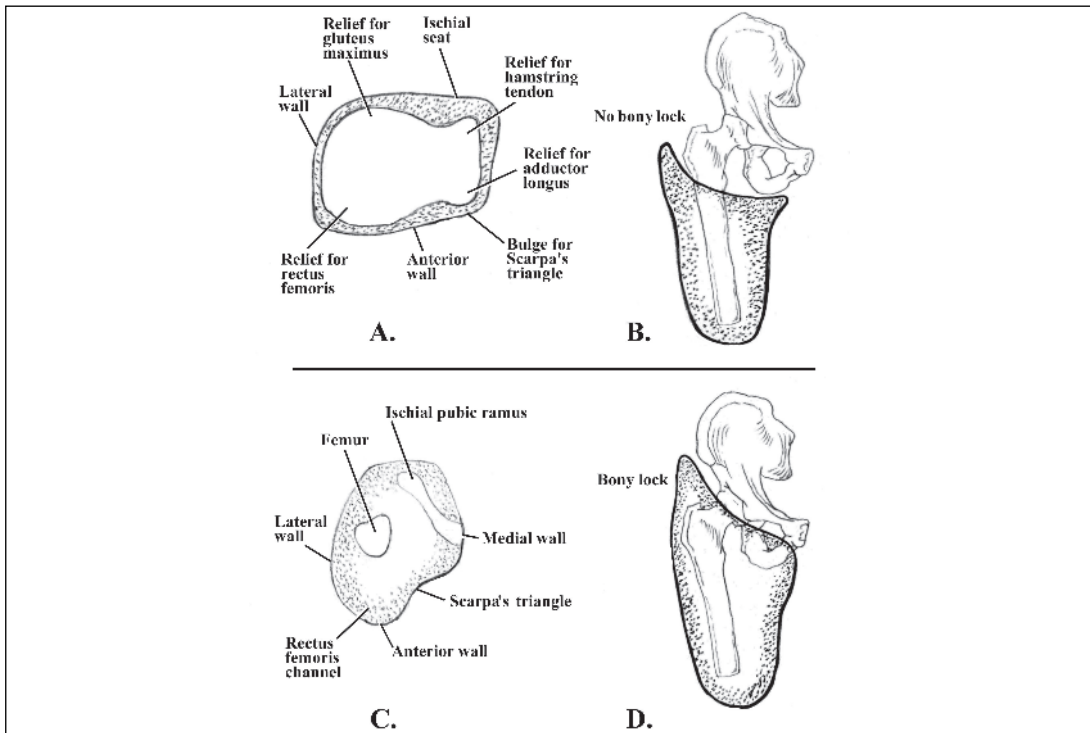 Relief for
gluteus
maximus
Ischial
seat
Relief for
hamstring
tendon
Lateral
wall
Relief for
adductor
longus
Relief for
rectus
femoris
Anterior
wall
Bulge for
Scarpa's
triangle
A.
No bony lock
B.
Ischial pubic ramus
Femur
Lateral
wall
Medial wall
Scarpa's triangle
Rectus
femoris
channel
Anterior wall
C.
Bony lock
D.